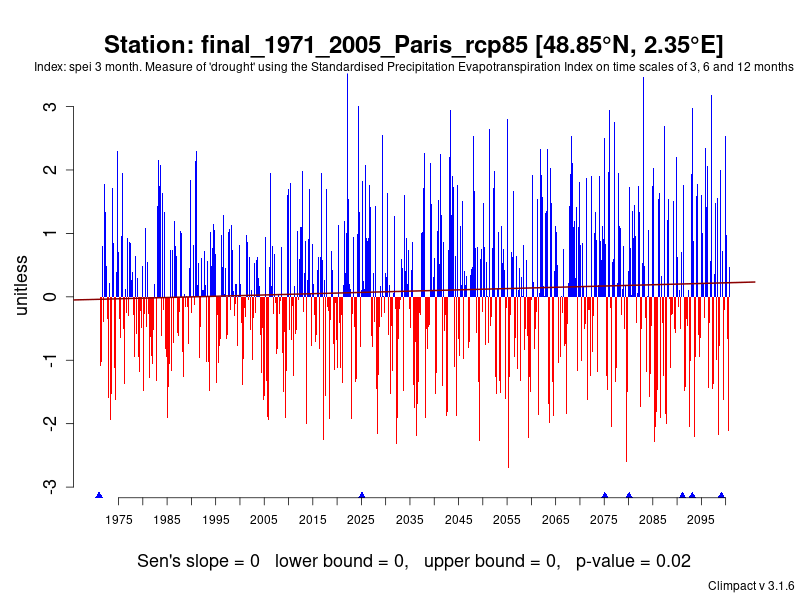 Station: final_1971_2005_Paris_rcp85 [48.85°N, 2.35°E]
Index: spei 3 month. Measure of 'drought' using the Standardised Precipitation Evapotranspiration Index on time scales of 3, 6 and 12 months
3
2
1
0
-1
-2
-3
unitless
1975 1985 1995 2005 2015 2025 2035 2045 2055 2065 2075 2085 2095
Sen's slope = 0 lower bound = 0, upper bound = 0, p-value = 0.02
Climpact v 3.1.6